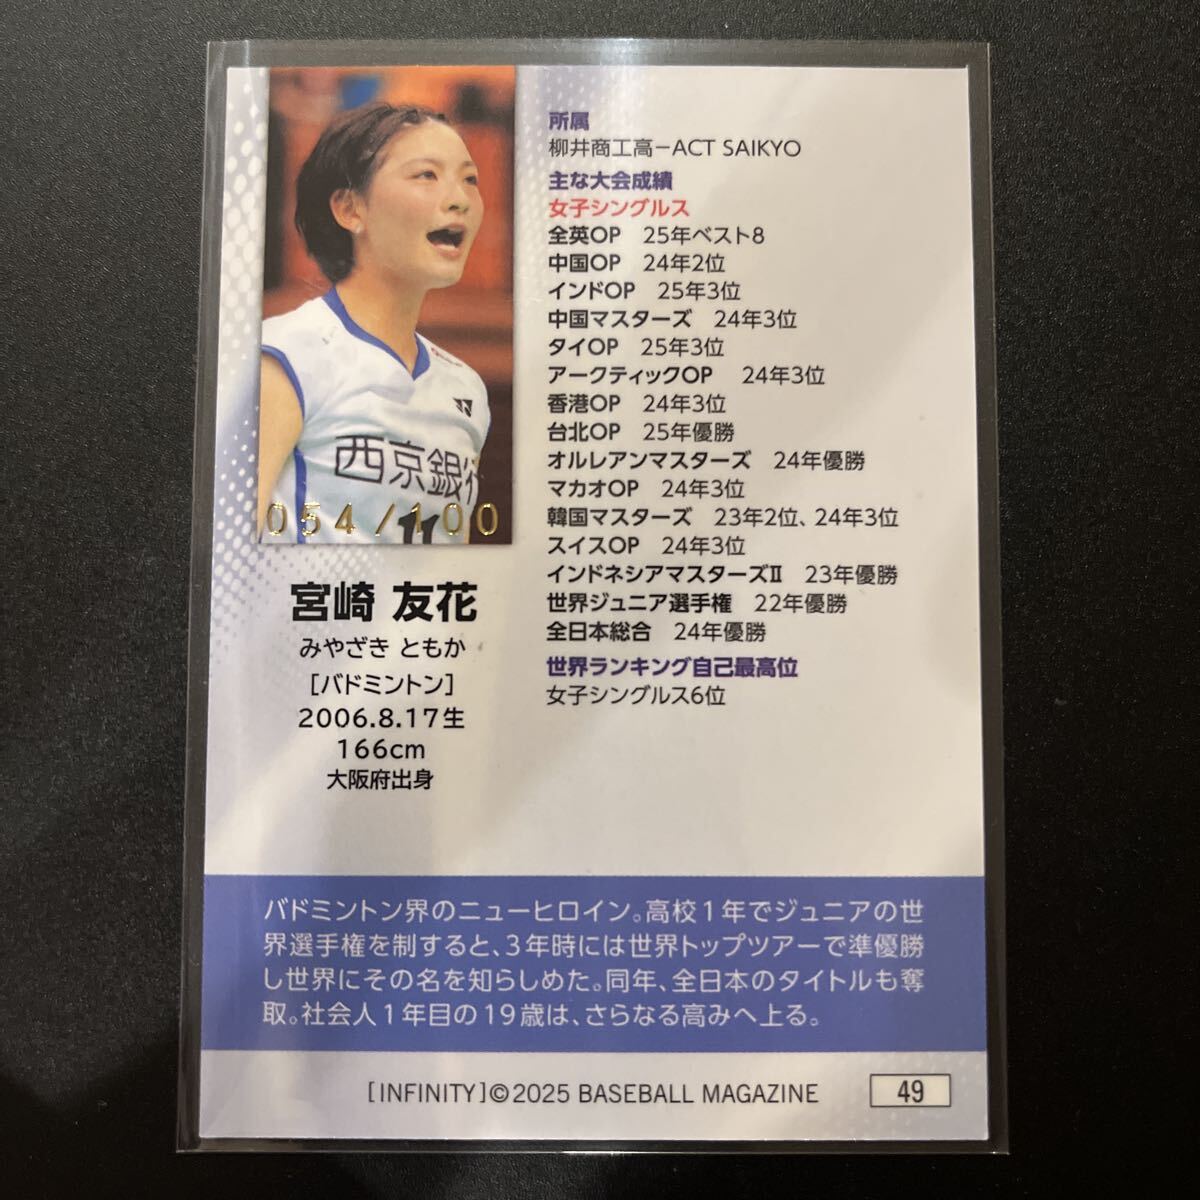 西京銀行
11
054/100
宮崎 友花
みやざき ともか
[バドミントン]
2006.8.17生
166cm
大阪府出身
所属
柳井商工高－ACT SAIKYO
主な大会成績
女子シングルス
全英OP 25年ベスト8
中国OP 24年2位
インドOP 25年3位
中国マスターズ 24年3位
タイOP 25年3位
アークティックOP 24年3位
香港OP 24年3位
台北OP 25年優勝
オルレアンマスターズ 24年優勝
マカオOP 24年3位
韓国マスターズ 23年2位、24年3位
スイスOP 24年3位
インドネシアマスターズⅡ 23年優勝
世界ジュニア選手権 22年優勝
全日本総合 24年優勝
世界ランキング自己最高位
女子シングルス6位
バドミントン界のニューヒロイン。高校1年でジュニアの世
界選手権を制すると、3年時には世界トップツアーで準優勝
し世界にその名を知らしめた。同年、全日本のタイトルも奪
取。社会人1年目の19歳は、さらなる高みへ上る。
[INFINITY]©2025 BASEBALL MAGAZINE
49